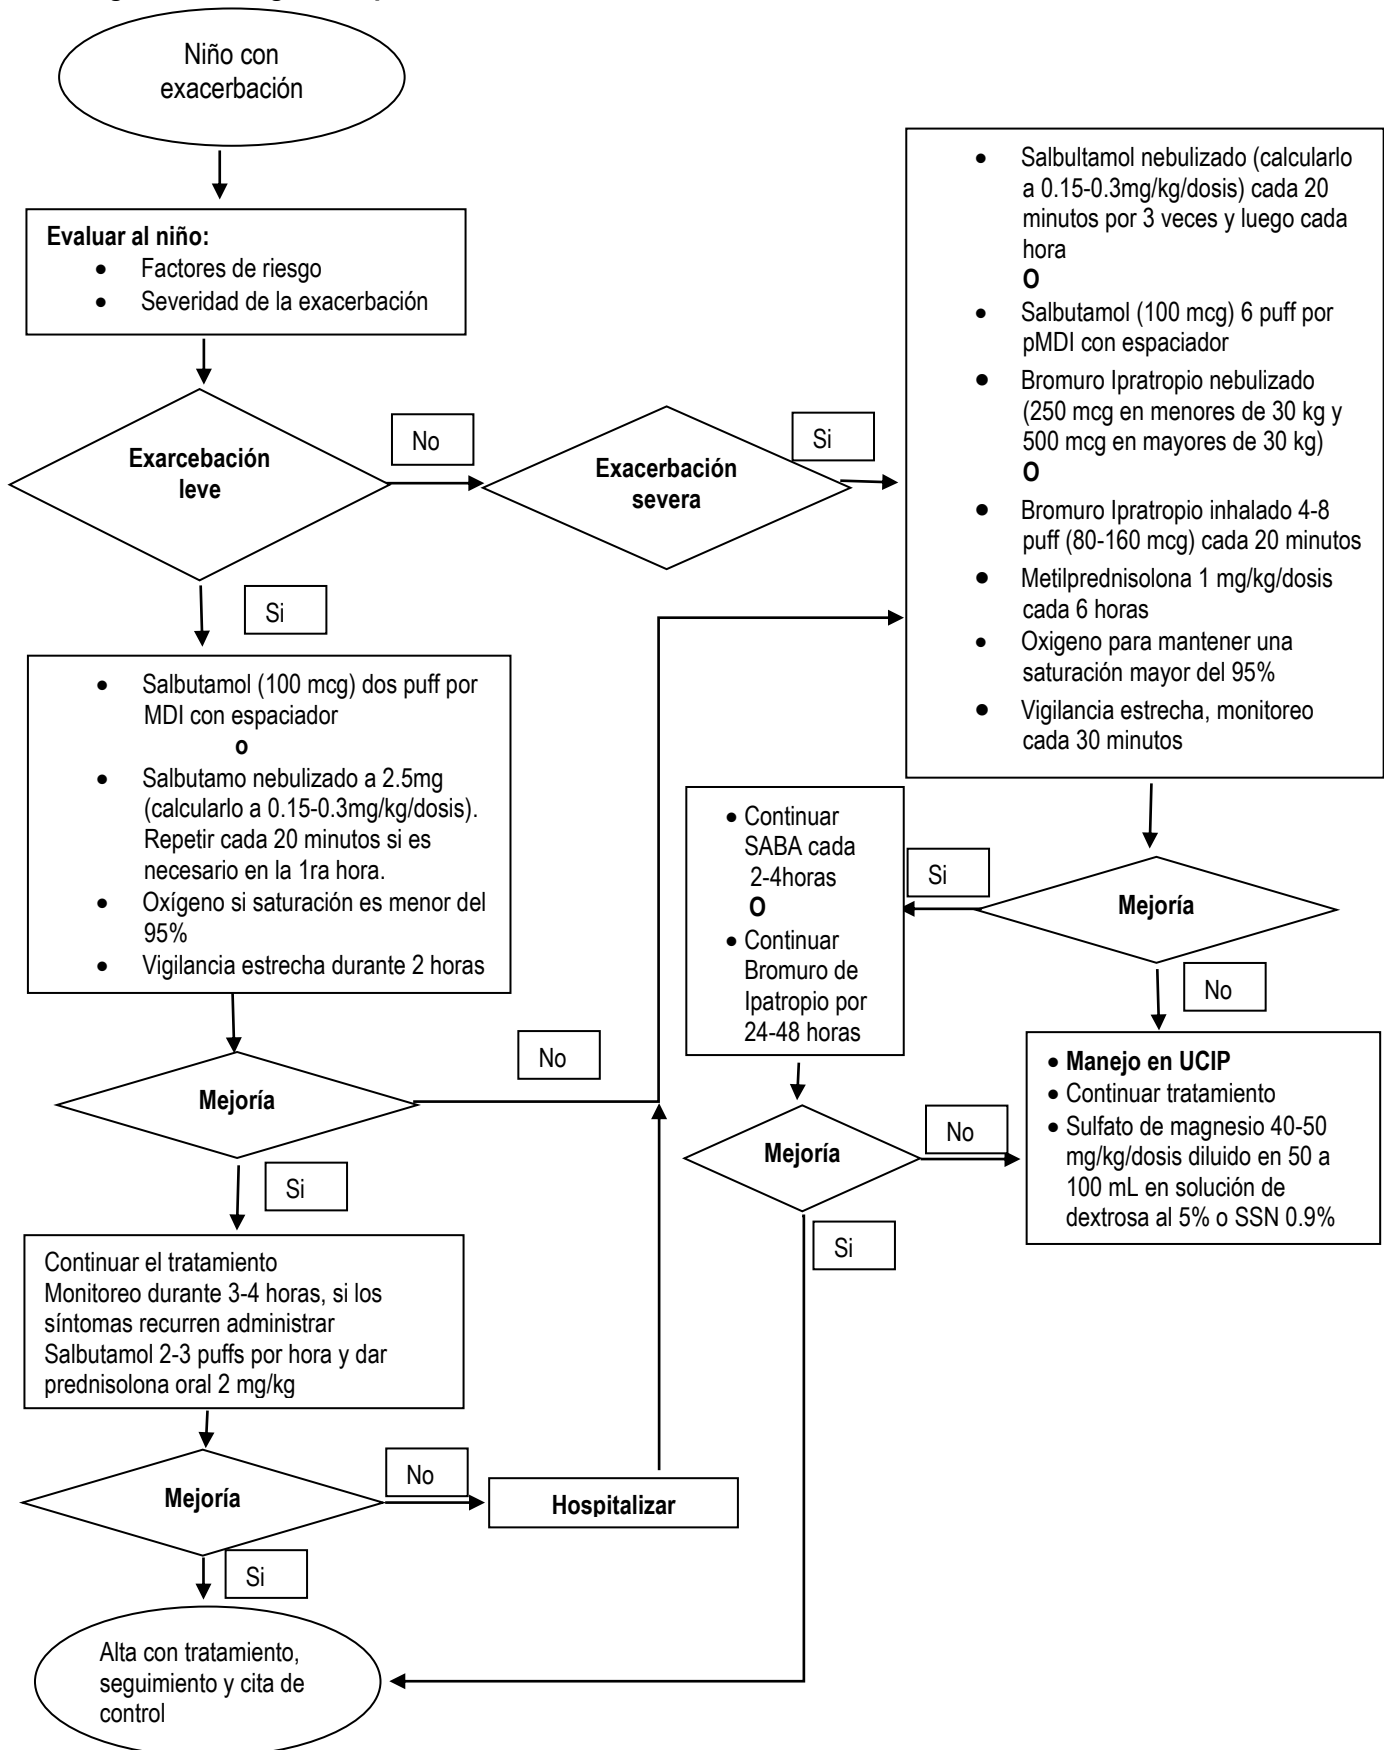 Niño con
exacerbación
Evaluar al niño:
• Factores de riesgo
• Severidad de la exacerbación
Exarcebación
leve
No
Exacerbación
severa
Si
• Salbultamol nebulizado (calcularlo
a 0.15-0.3mg/kg/dosis) cada 20
minutos por 3 veces y luego cada
hora
O
• Salbutamol (100 mcg) 6 puff por
pMDI con espaciador
• Bromuro Ipratropio nebulizado
(250 mcg en menores de 30 kg y
500 mcg en mayores de 30 kg)
O
• Bromuro Ipratropio inhalado 4-8
puff (80-160 mcg) cada 20 minutos
• Metilprednisolona 1 mg/kg/dosis
cada 6 horas
• Oxigeno para mantener una
saturación mayor del 95%
• Vigilancia estrecha, monitoreo
cada 30 minutos
Si
• Salbutamol (100 mcg) dos puff por
MDI con espaciador
o
• Salbutamo nebulizado a 2.5mg
(calcularlo a 0.15-0.3mg/kg/dosis).
Repetir cada 20 minutos si es
necesario en la 1ra hora.
• Oxígeno si saturación es menor del
95%
• Vigilancia estrecha durante 2 horas
• Continuar
SABA cada
2-4horas
O
• Continuar
Bromuro de
Ipatropio por
24-48 horas
Si
Mejoría
No
• Manejo en UCIP
• Continuar tratamiento
• Sulfato de magnesio 40-50
mg/kg/dosis diluido en 50 a
100 mL en solución de
dextrosa al 5% o SSN 0.9%
Mejoría
No
Mejoría
No
Si
Si
Continuar el tratamiento
Monitoreo durante 3-4 horas, si los
síntomas recurren administrar
Salbutamol 2-3 puffs por hora y dar
prednisolona oral 2 mg/kg
Mejoría
No
Hospitalizar
Si
Alta con tratamiento,
seguimiento y cita de
control